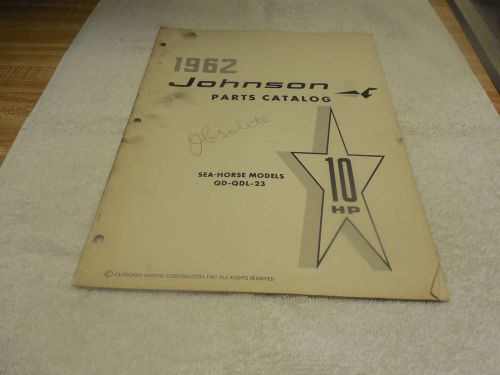 1962
Johnson
PARTS CATALOG
Obsolete
SEA-HORSE MODELS
QD-QDL-23
10
HP
© OUTBOARD MARINE CORPORATION 1961 ALL RIGHTS RESERVED